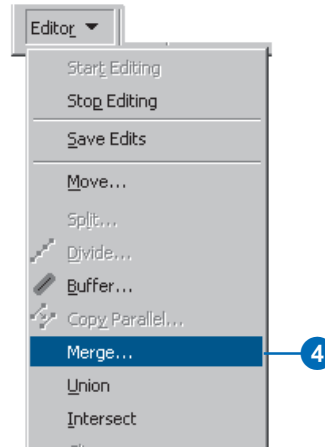 Editor
Start Editing
Stop Editing
Save Edits
Move...
Split...
Divide...
Buffer...
Copy Parallel...
Merge... 4
Union
Intersect